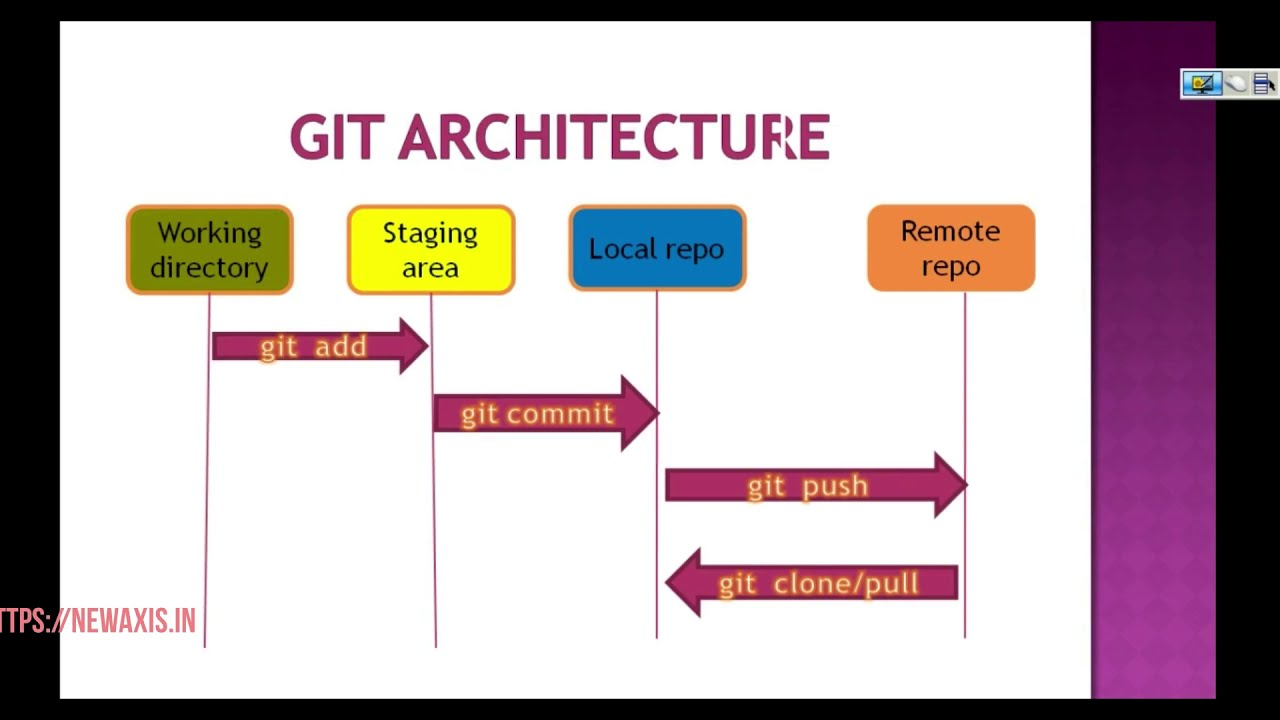 GIT ARCHITECTURE
Working
directory
Staging
area
Local repo
Remote
repo
git add
git commit
git push
git clone/pull
TTPS://NEWAXIS.IN